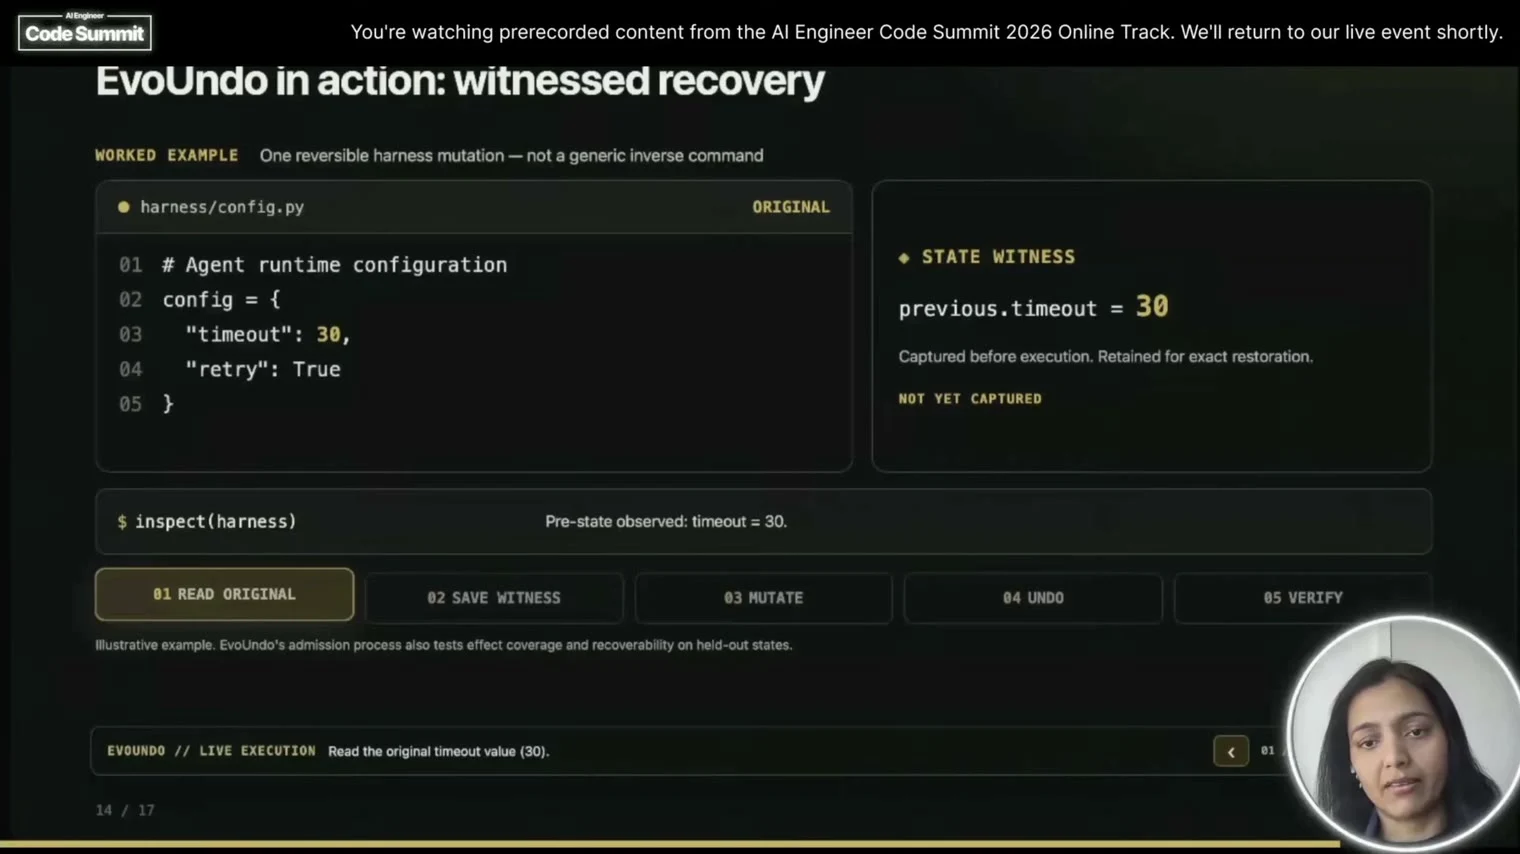 AI Engineer
Code Summit
You're watching prerecorded content from the AI Engineer Code Summit 2026 Online Track. We'll return to our live event shortly.
EvoUndo in action: witnessed recovery
WORKED EXAMPLE One reversible harness mutation — not a generic inverse command
harness/config.py ORIGINAL
01 # Agent runtime configuration
02 config = {
03 "timeout": 30,
04 "retry": True
05 }
◆ STATE WITNESS
previous.timeout = 30
Captured before execution. Retained for exact restoration.
NOT YET CAPTURED
$ inspect(harness) Pre-state observed: timeout = 30.
01 READ ORIGINAL
02 SAVE WITNESS
03 MUTATE
04 UNDO
05 VERIFY
Illustrative example. EvoUndo's admission process also tests effect coverage and recoverability on held-out states.
EVOUNDO // LIVE EXECUTION Read the original timeout value (30).
‹ 01
14 / 17